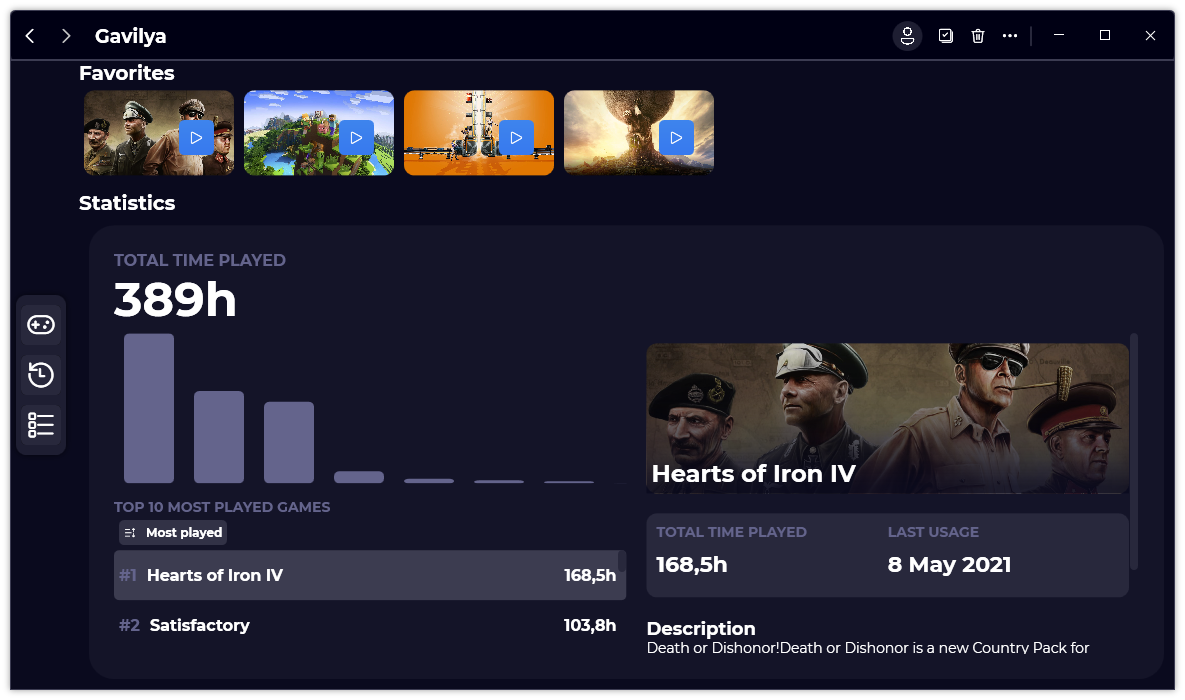 Gavilya
Favorites
Statistics
TOTAL TIME PLAYED
389h
TOP 10 MOST PLAYED GAMES
Most played
#1 Hearts of Iron IV 168,5h
#2 Satisfactory 103,8h
Hearts of Iron IV
TOTAL TIME PLAYED LAST USAGE
168,5h 8 May 2021
Description
Death or Dishonor!Death or Dishonor is a new Country Pack for